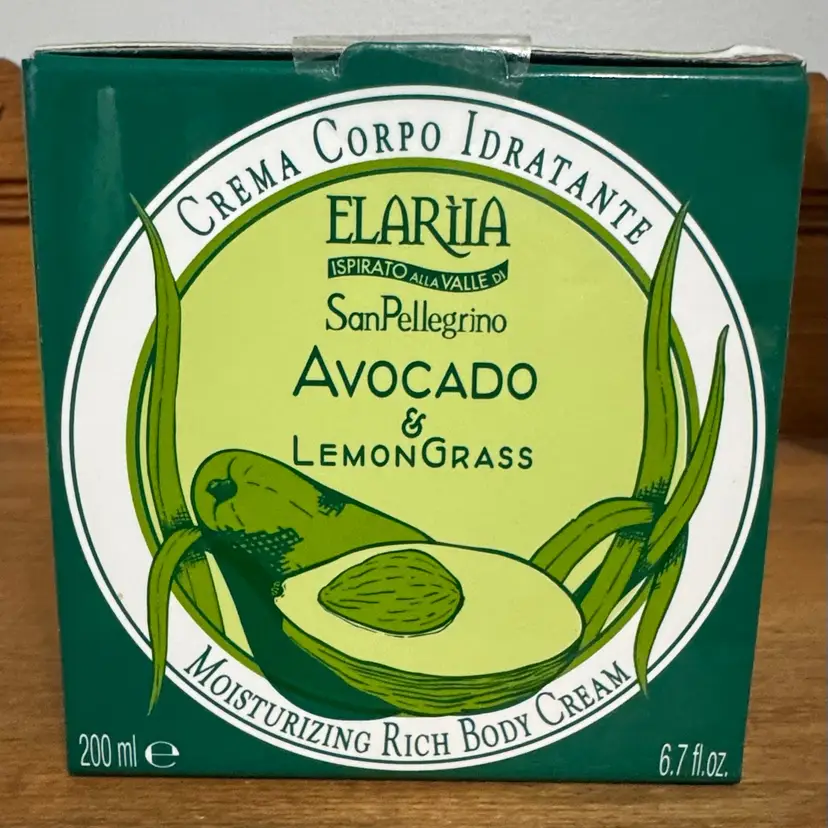 CREMA CORPO IDRATANTE
ELARÌIA
ISPIRATO ALLA VALLE DI
SanPellegrino
AVOCADO
&
LEMONGRASS
MOISTURIZING RICH BODY CREAM
200 ml ℮
6.7 fl.oz.